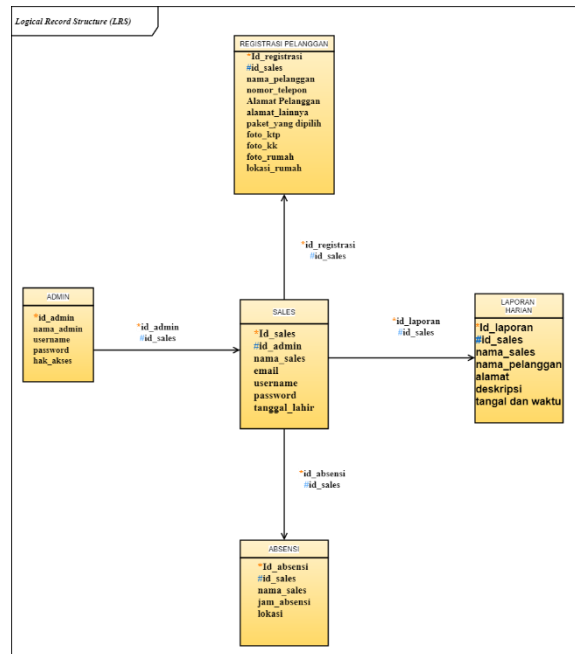 Logical Record Structure (LRS)
REGISTRASI PELANGGAN
*Id_registrasi
#id_sales
nama_pelanggan
nomor_telepon
Alamat Pelanggan
alamat_lainnya
paket_yang dipilih
foto_ktp
foto_kk
foto_rumah
lokasi_rumah
*id_registrasi
#id_sales
ADMIN
*id_admin
nama_admin
username
password
hak_akses
*id_admin
#id_sales
SALES
*Id_sales
#id_admin
nama_sales
email
username
password
tanggal_lahir
*id_laporan
#id_sales
LAPORAN
HARIAN
*Id_laporan
#id_sales
nama_sales
nama_pelanggan
alamat
deskripsi
tangal dan waktu
*id_absensi
#id_sales
ABSENSI
*Id_absensi
#id_sales
nama_sales
jam_absensi
lokasi